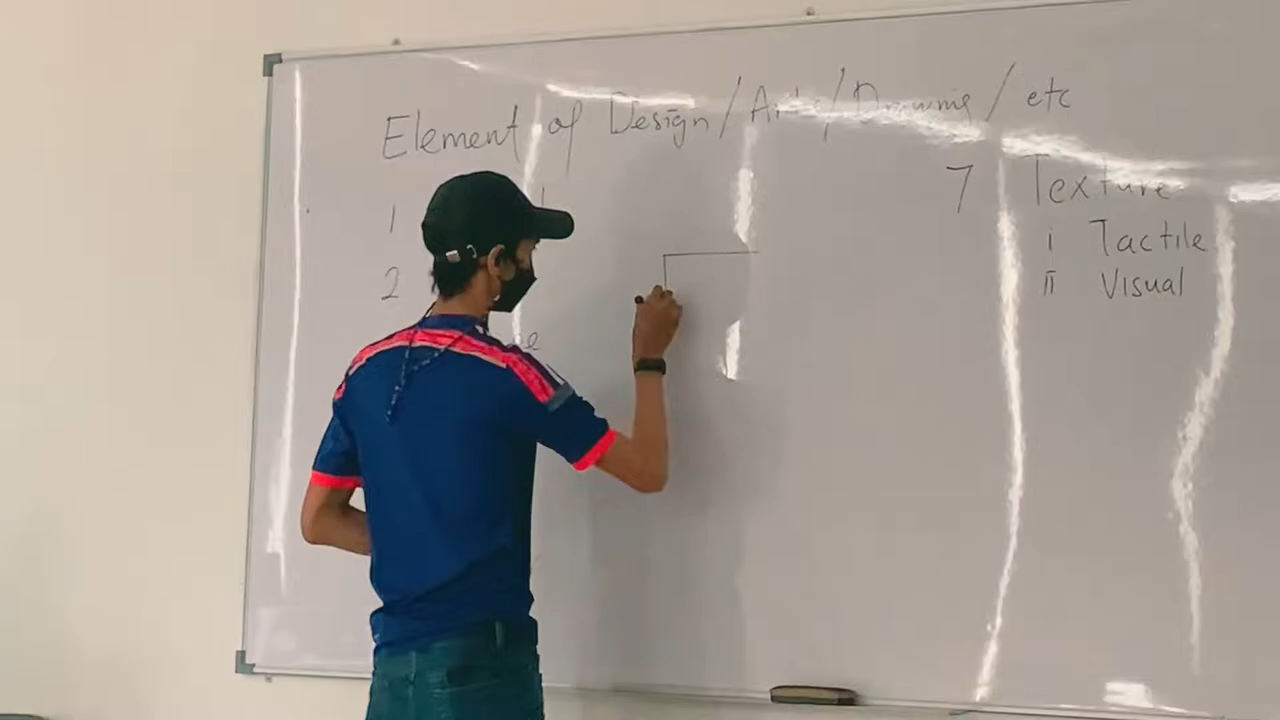 Element of Design / Arts / Drawing / etc
1
2
7 Texture
i Tactile
ii Visual